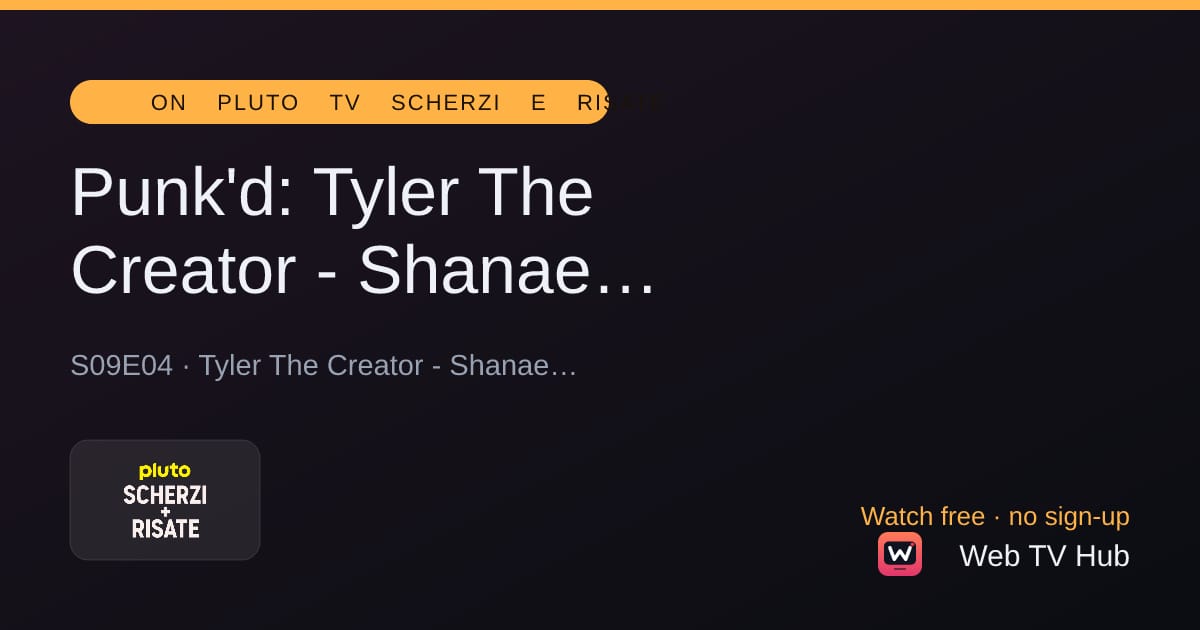 ON PLUTO TV SCHERZI E RISATE
Punk'd: Tyler The
Creator - Shanae…
S09E04 · Tyler The Creator - Shanae…
pluto
SCHERZI
+
RISATE
Watch free · no sign-up
W
Web TV Hub